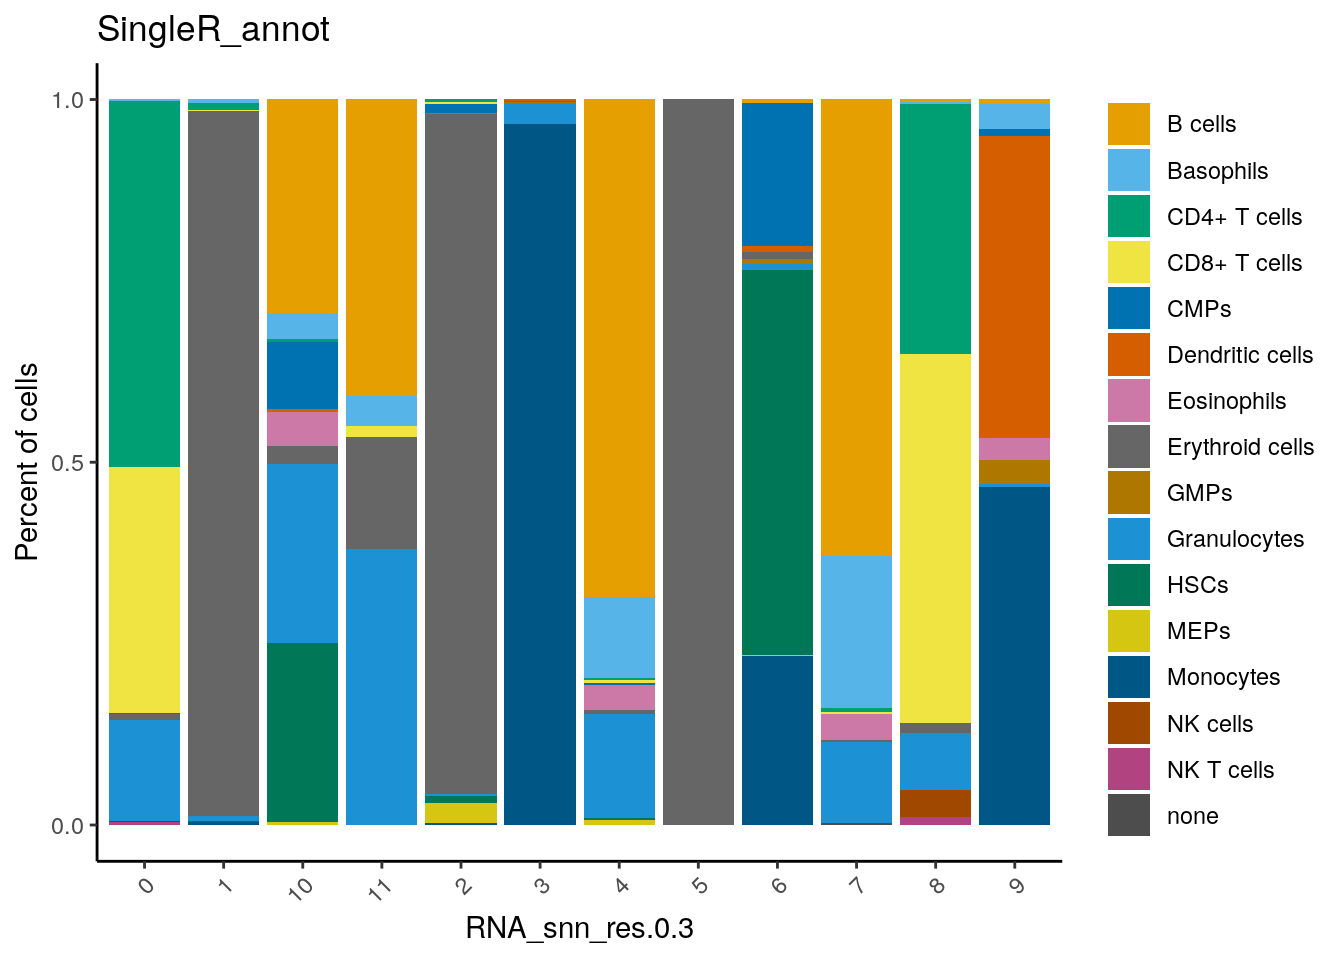 SingleR_annot
Percent of cells
1.0
0.5
0.0
0
1
10
11
2
3
4
5
6
7
8
9
RNA_snn_res.0.3
B cells
Basophils
CD4+ T cells
CD8+ T cells
CMPs
Dendritic cells
Eosinophils
Erythroid cells
GMPs
Granulocytes
HSCs
MEPs
Monocytes
NK cells
NK T cells
none